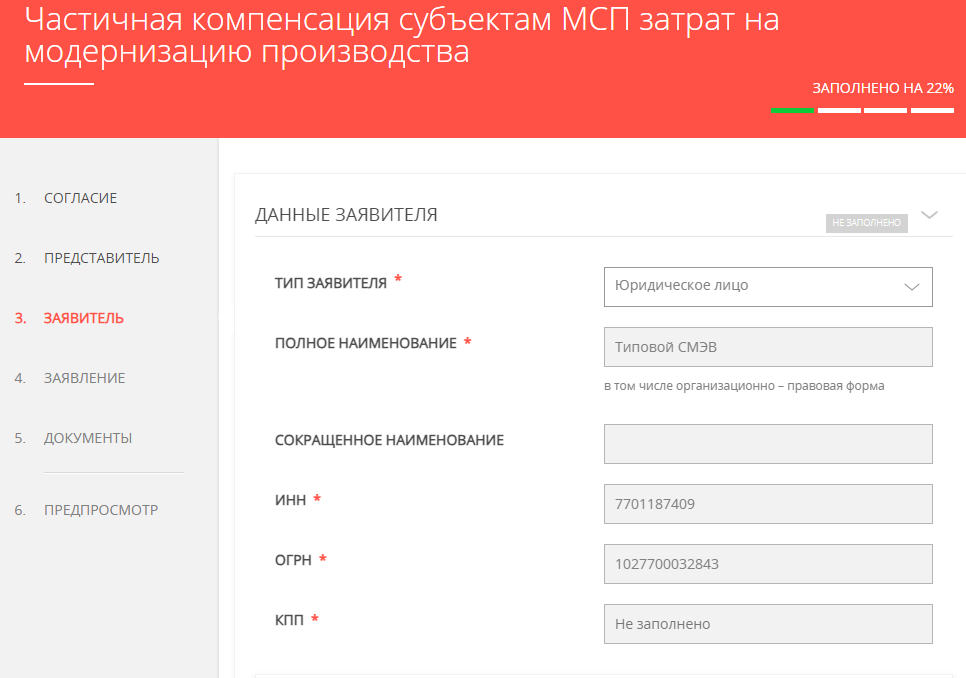 Частичная компенсация субъектам МСП затрат на
модернизацию производства
ЗАПОЛНЕНО НА 22%
1. СОГЛАСИЕ
2. ПРЕДСТАВИТЕЛЬ
3. ЗАЯВИТЕЛЬ
4. ЗАЯВЛЕНИЕ
5. ДОКУМЕНТЫ
6. ПРЕДПРОСМОТР
ДАННЫЕ ЗАЯВИТЕЛЯ
НЕ ЗАПОЛНЕНО
ТИП ЗАЯВИТЕЛЯ *
Юридическое лицо
ПОЛНОЕ НАИМЕНОВАНИЕ *
Типовой СМЭВ
в том числе организационно – правовая форма
СОКРАЩЕННОЕ НАИМЕНОВАНИЕ
ИНН *
7701187409
ОГРН *
1027700032843
КПП *
Не заполнено